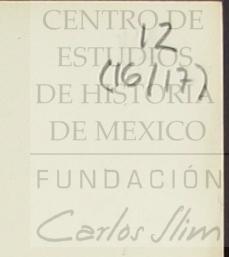 CENTRO DE
12
ESTUDIOS
(16/17)
DE HISTORIA
DE MEXICO
FUNDACIÓN
Carlos Slim